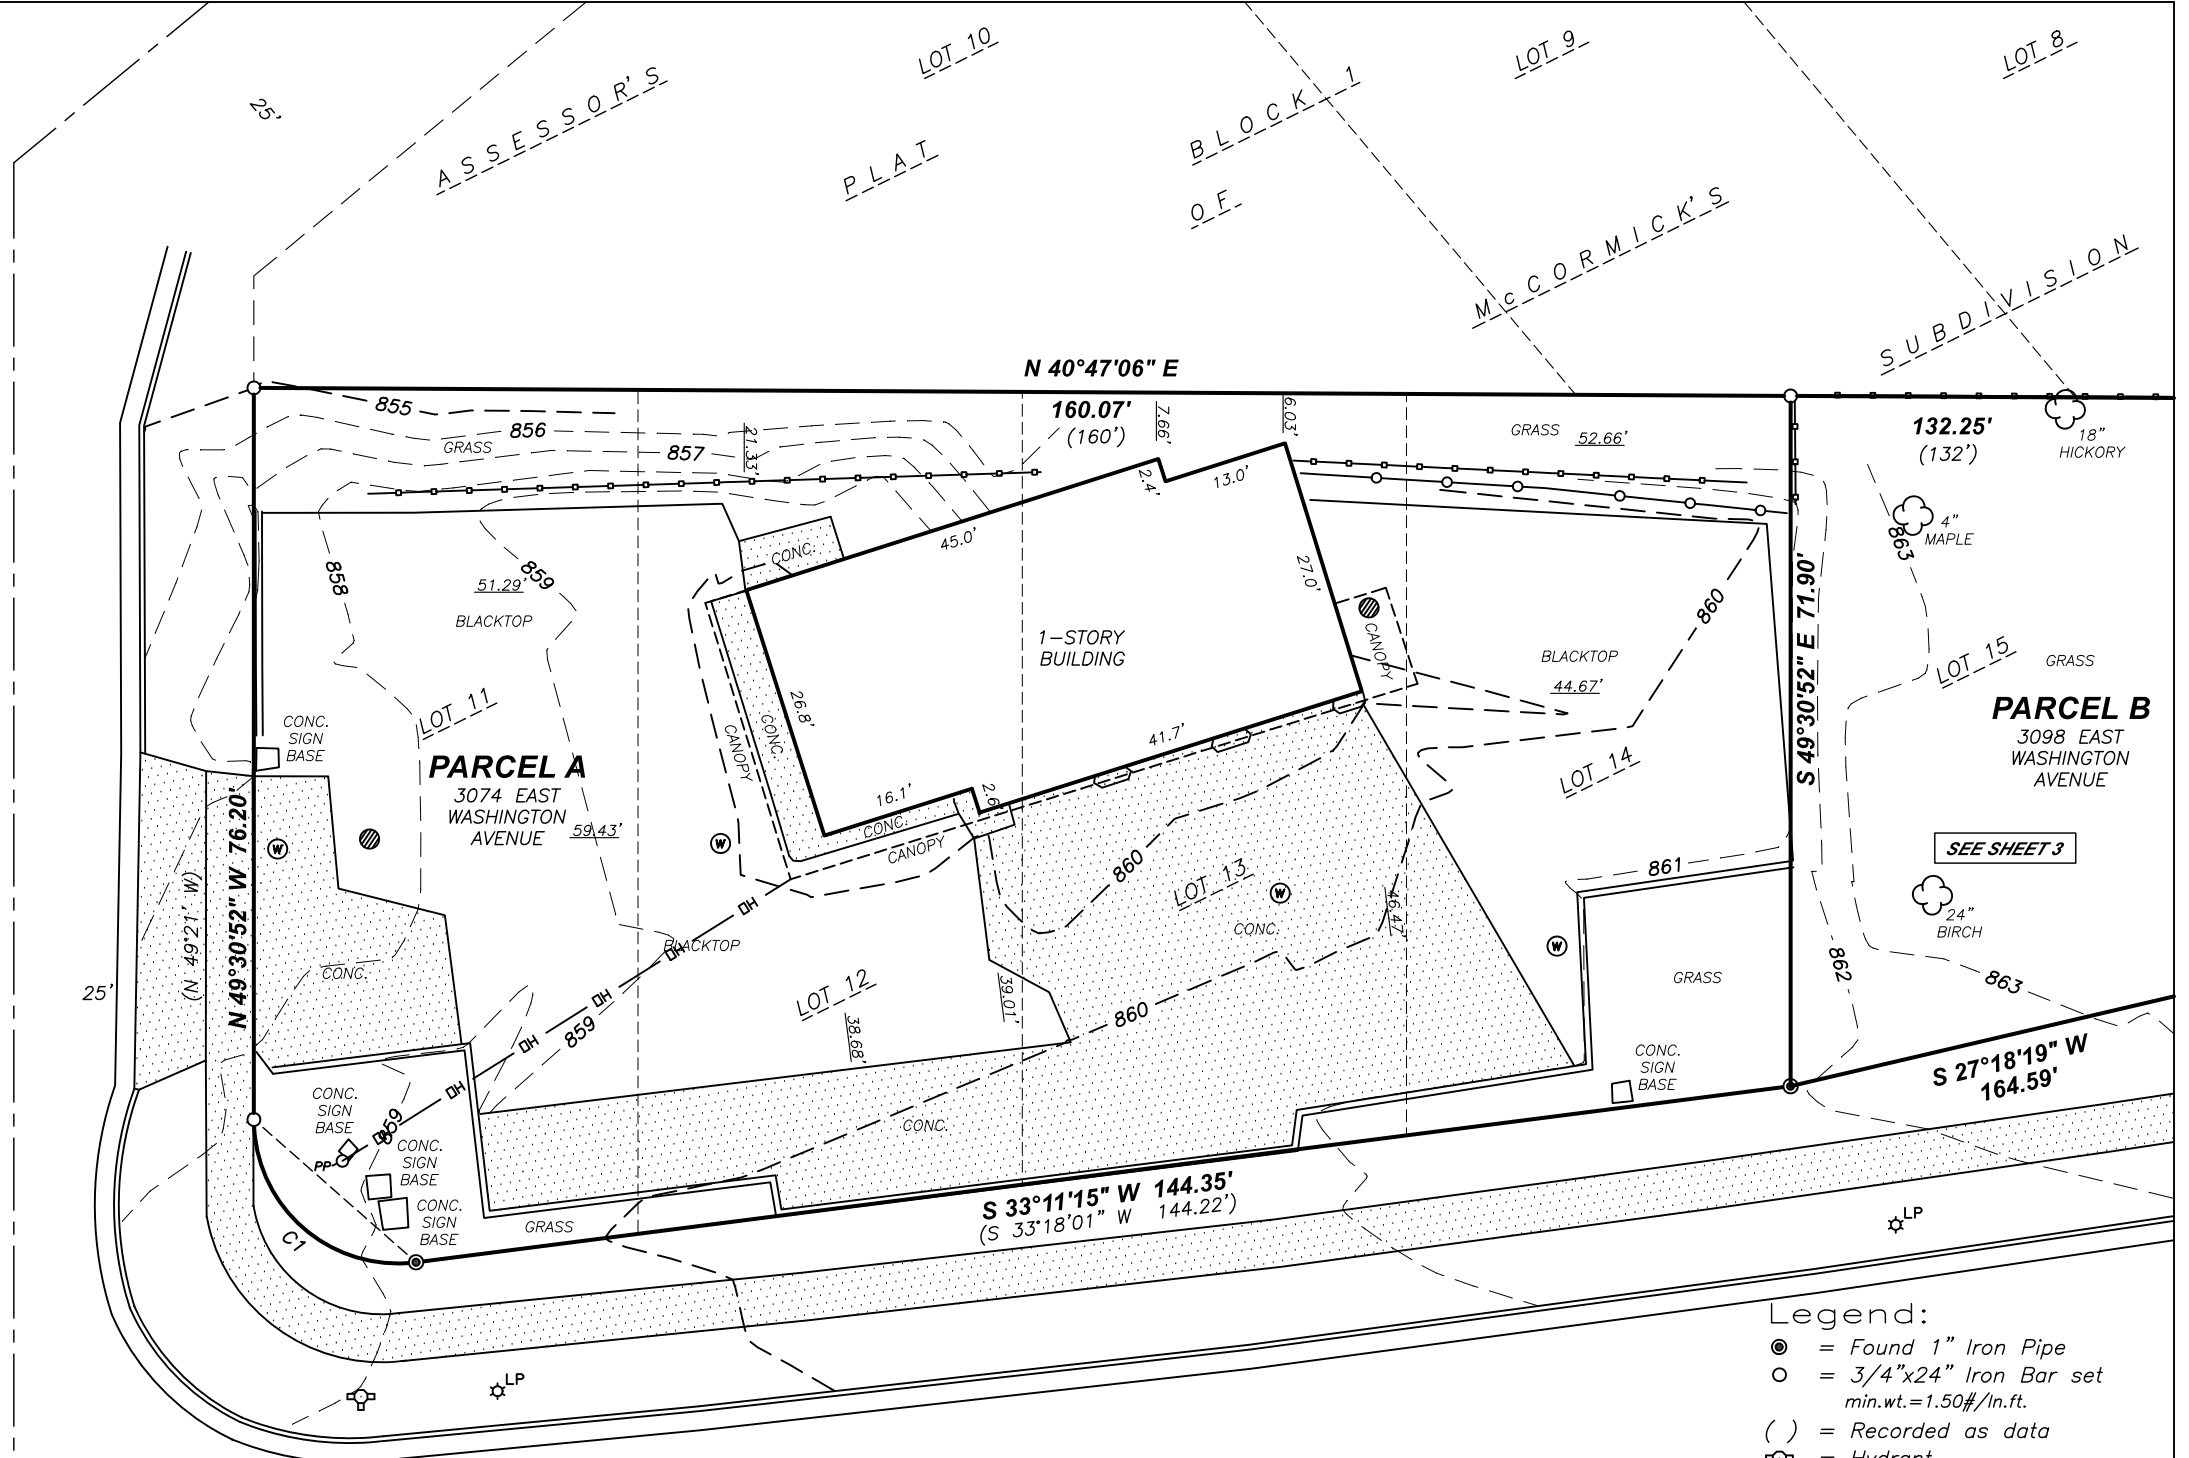 LOT 10
LOT 9
LOT 8
25'
ASSESSOR'S
BLOCK 1
PLAT
OF
McCORMICK'S
SUBDIVISION
N 40°47'06" E
160.07'
(160')
132.25'
(132')
855
856
857
GRASS
21.33'
7.66'
6.03'
GRASS
52.66'
18"
HICKORY
2.4'
13.0'
45.0'
4"
MAPLE
863
CONC.
858
859
51.29'
BLACKTOP
27.0'
860
1-STORY
BUILDING
CANOPY
BLACKTOP
44.67'
S 49°30'52" E 71.90'
LOT 15
GRASS
LOT 11
26.8'
CONC.
CANOPY
41.7'
PARCEL B
3098 EAST
WASHINGTON
AVENUE
CONC.
SIGN
BASE
PARCEL A
3074 EAST
WASHINGTON
AVENUE
59.43'
LOT 14
16.1'
2.6'
CONC.
CANOPY
W
W
W
W
SEE SHEET 3
N 49°30'52" W 76.20'
(N 49°21' W)
860
861
LOT 13
46.47'
CONC.
24"
BIRCH
OH
BLACKTOP
OH
862
CONC.
25'
LOT 12
OH
39.01'
GRASS
863
860
38.68'
OH
859
CONC.
SIGN
BASE
S 27°18'19" W
164.59'
OH
CONC.
SIGN
BASE
859
OH
PP
CONC.
SIGN
BASE
CONC.
CONC.
SIGN
BASE
GRASS
S 33°11'15" W 144.35'
(S 33°18'01" W 144.22')
C1
LP
LP
Legend:
= Found 1" Iron Pipe
= 3/4"x24" Iron Bar set
min.wt.=1.50#/ln.ft.
( ) = Recorded as data
= Hydrant